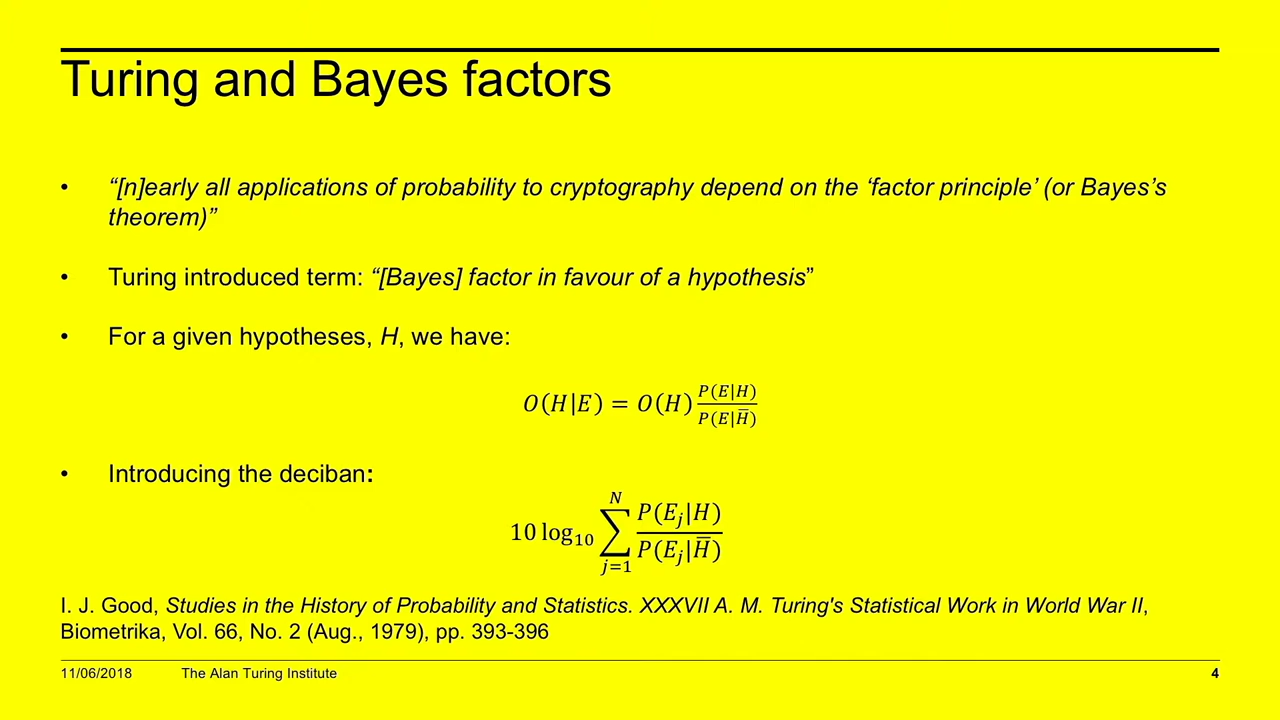 Turing and Bayes factors
• “[n]early all applications of probability to cryptography depend on the ‘factor principle’ (or Bayes’s
theorem)”
• Turing introduced term: “[Bayes] factor in favour of a hypothesis”
• For a given hypotheses, H, we have:
𝑂(𝐻|𝐸) = 𝑂(𝐻) 𝑃(𝐸|𝐻)/𝑃(𝐸|𝐻̅)
• Introducing the deciban:
10 log₁₀ ∑_{𝑗=1}^{𝑁} 𝑃(𝐸𝑗|𝐻)/𝑃(𝐸𝑗|𝐻̅)
I. J. Good, Studies in the History of Probability and Statistics. XXXVII A. M. Turing's Statistical Work in World War II,
Biometrika, Vol. 66, No. 2 (Aug., 1979), pp. 393-396
11/06/2018 The Alan Turing Institute 4